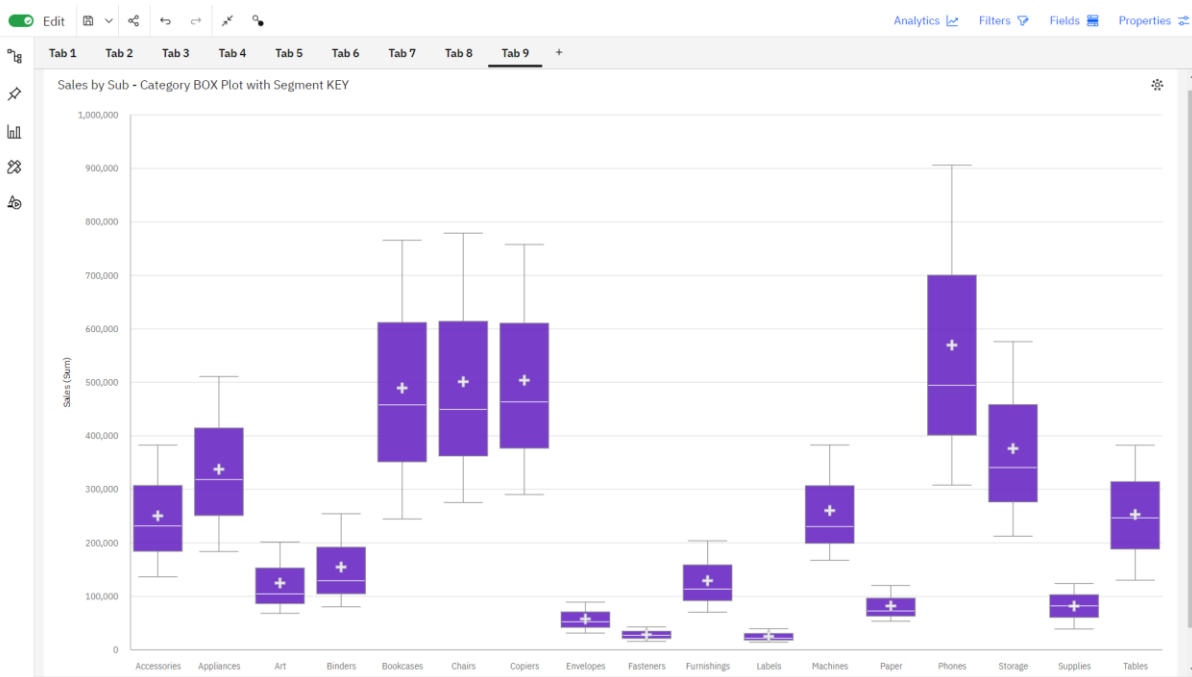 Edit
Analytics Filters Fields Properties
Tab 1 Tab 2 Tab 3 Tab 4 Tab 5 Tab 6 Tab 7 Tab 8 Tab 9 +
Sales by Sub - Category BOX Plot with Segment KEY
1,000,000
900,000
800,000
700,000
600,000
500,000
400,000
300,000
200,000
100,000
0
Sales (Sum)
Accessories Appliances Art Binders Bookcases Chairs Copiers Envelopes Fasteners Furnishings Labels Machines Paper Phones Storage Supplies Tables